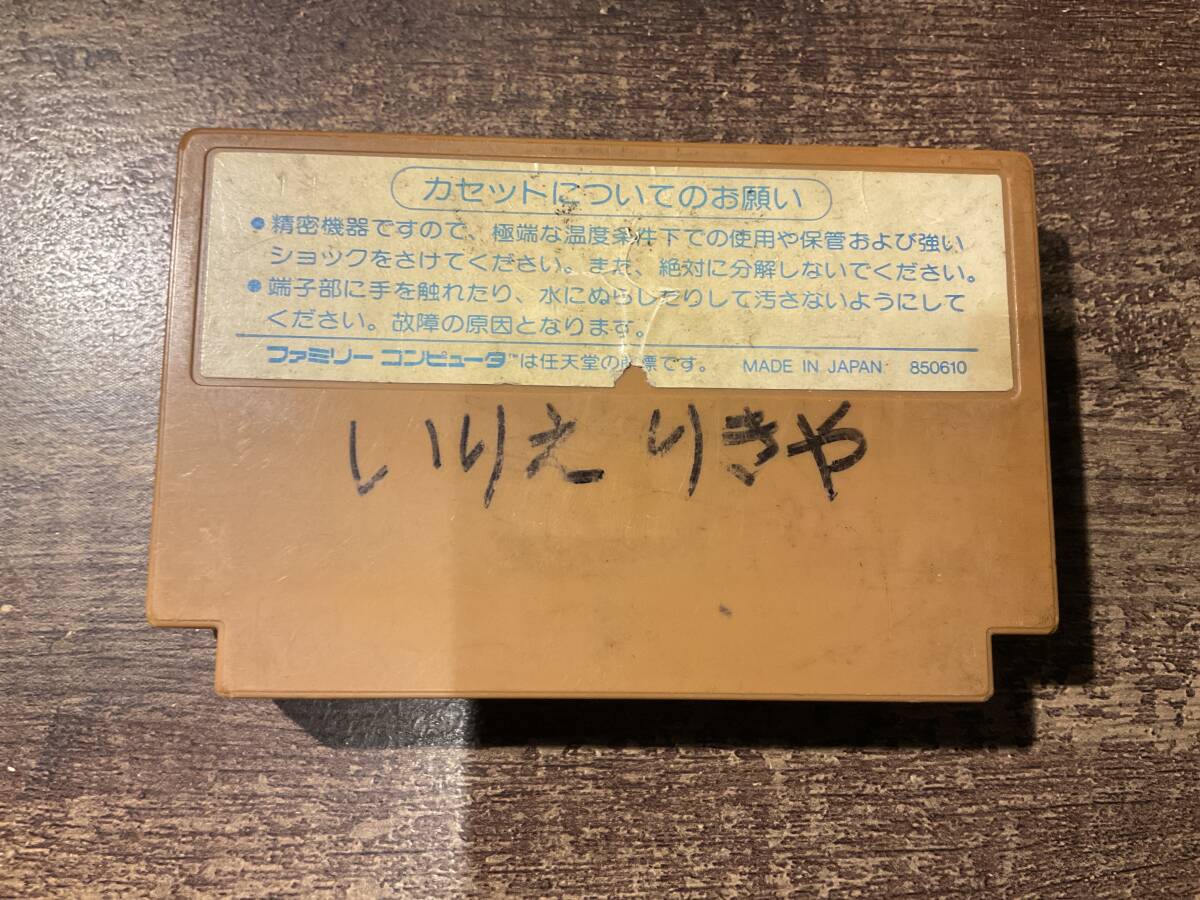 カセットについてのお願い
●精密機器ですので、極端な温度条件下での使用や保管および強い
ショックをさけてください。また、絶対に分解しないでください。
●端子部に手を触れたり、水にぬらしたりして汚さないようにして
ください。故障の原因となります。
ファミリー コンピュータ™は任天堂の商標です。 MADE IN JAPAN 850610
いりえ りきや